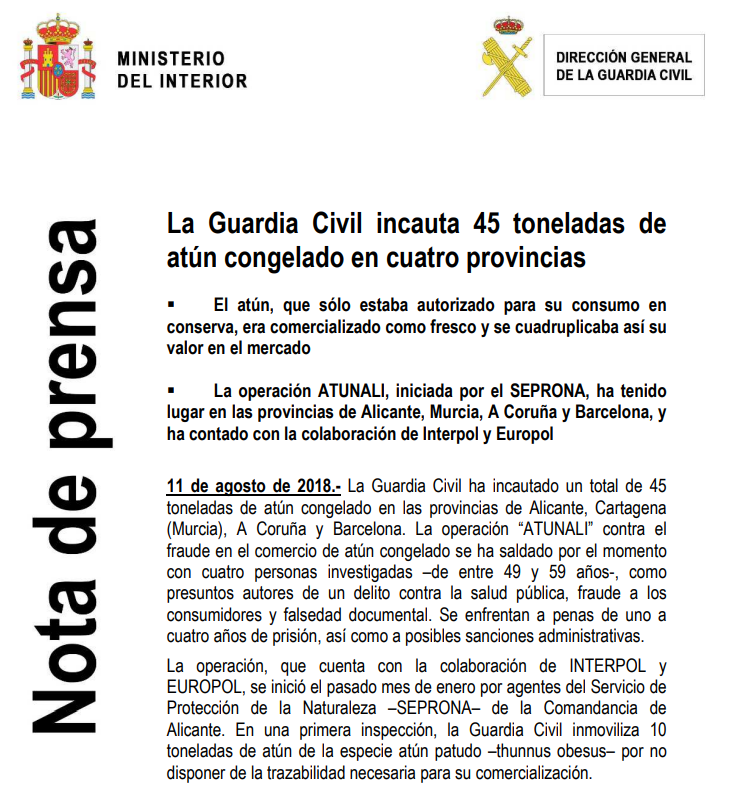 MINISTERIO
DEL INTERIOR
DIRECCIÓN GENERAL
DE LA GUARDIA CIVIL
Nota de prensa
La Guardia Civil incauta 45 toneladas de
atún congelado en cuatro provincias
▪ El atún, que sólo estaba autorizado para su consumo en
conserva, era comercializado como fresco y se cuadruplicaba así su
valor en el mercado
▪ La operación ATUNALI, iniciada por el SEPRONA, ha tenido
lugar en las provincias de Alicante, Murcia, A Coruña y Barcelona, y
ha contado con la colaboración de Interpol y Europol
11 de agosto de 2018.- La Guardia Civil ha incautado un total de 45
toneladas de atún congelado en las provincias de Alicante, Cartagena
(Murcia), A Coruña y Barcelona. La operación “ATUNALI” contra el
fraude en el comercio de atún congelado se ha saldado por el momento
con cuatro personas investigadas –de entre 49 y 59 años-, como
presuntos autores de un delito contra la salud pública, fraude a los
consumidores y falsedad documental. Se enfrentan a penas de uno a
cuatro años de prisión, así como a posibles sanciones administrativas.
La operación, que cuenta con la colaboración de INTERPOL y
EUROPOL, se inició el pasado mes de enero por agentes del Servicio de
Protección de la Naturaleza –SEPRONA– de la Comandancia de
Alicante. En una primera inspección, la Guardia Civil inmoviliza 10
toneladas de atún de la especie atún patudo –thunnus obesus– por no
disponer de la trazabilidad necesaria para su comercialización.